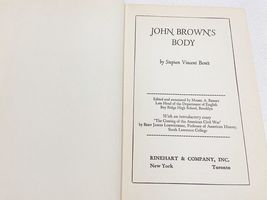 JOHN BROWN'S
BODY
by Stephen Vincent Benét
Edited and annotated by Mabel A. Bessey
Late Head of the Department of English
Bay Ridge High School, Brooklyn
With an introductory essay
"The Coming of the American Civil War"
by Bert James Loewenberg, Professor of American History,
Sarah Lawrence College
RINEHART & COMPANY, INC.
New York Toronto